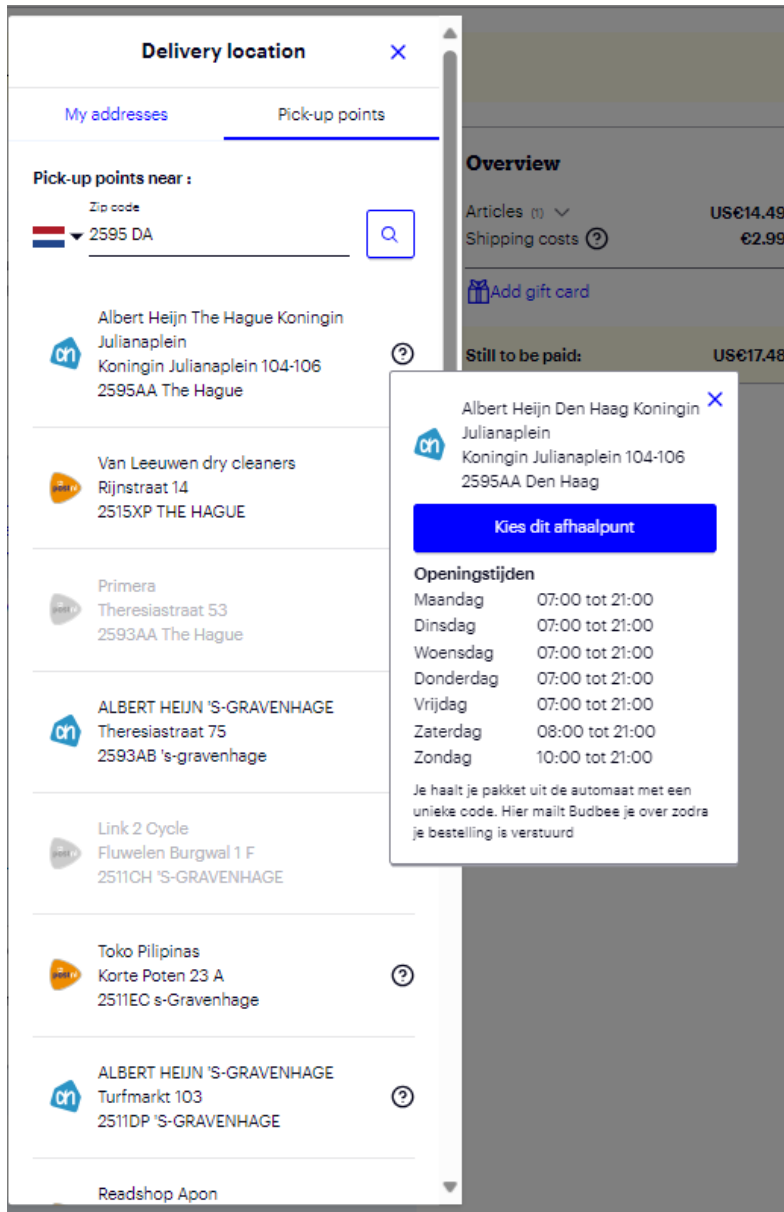 Delivery location
My addresses
Pick-up points
Pick-up points near :
Zip code
2595 DA
Albert Heijn The Hague Koningin
Julianaplein
Koningin Julianaplein 104-106
2595AA The Hague
Van Leeuwen dry cleaners
Rijnstraat 14
2515XP THE HAGUE
Primera
Theresiastraat 53
2593AA The Hague
ALBERT HEIJN 'S-GRAVENHAGE
Theresiastraat 75
2593AB 's-gravenhage
Link 2 Cycle
Fluwelen Burgwal 1 F
2511CH 'S-GRAVENHAGE
Toko Pilipinas
Korte Poten 23 A
2511EC s-Gravenhage
ALBERT HEIJN 'S-GRAVENHAGE
Turfmarkt 103
2511DP 'S-GRAVENHAGE
Readshop Apon
Overview
Articles (1) US€14.49
Shipping costs €2.99
Add gift card
Still to be paid: US€17.48
Albert Heijn Den Haag Koningin
Julianaplein
Koningin Julianaplein 104-106
2595AA Den Haag
Kies dit afhaalpunt
Openingstijden
Maandag 07:00 tot 21:00
Dinsdag 07:00 tot 21:00
Woensdag 07:00 tot 21:00
Donderdag 07:00 tot 21:00
Vrijdag 07:00 tot 21:00
Zaterdag 08:00 tot 21:00
Zondag 10:00 tot 21:00
Je haalt je pakket uit de automaat met een
unieke code. Hier mailt Budbee je over zodra
je bestelling is verstuurd